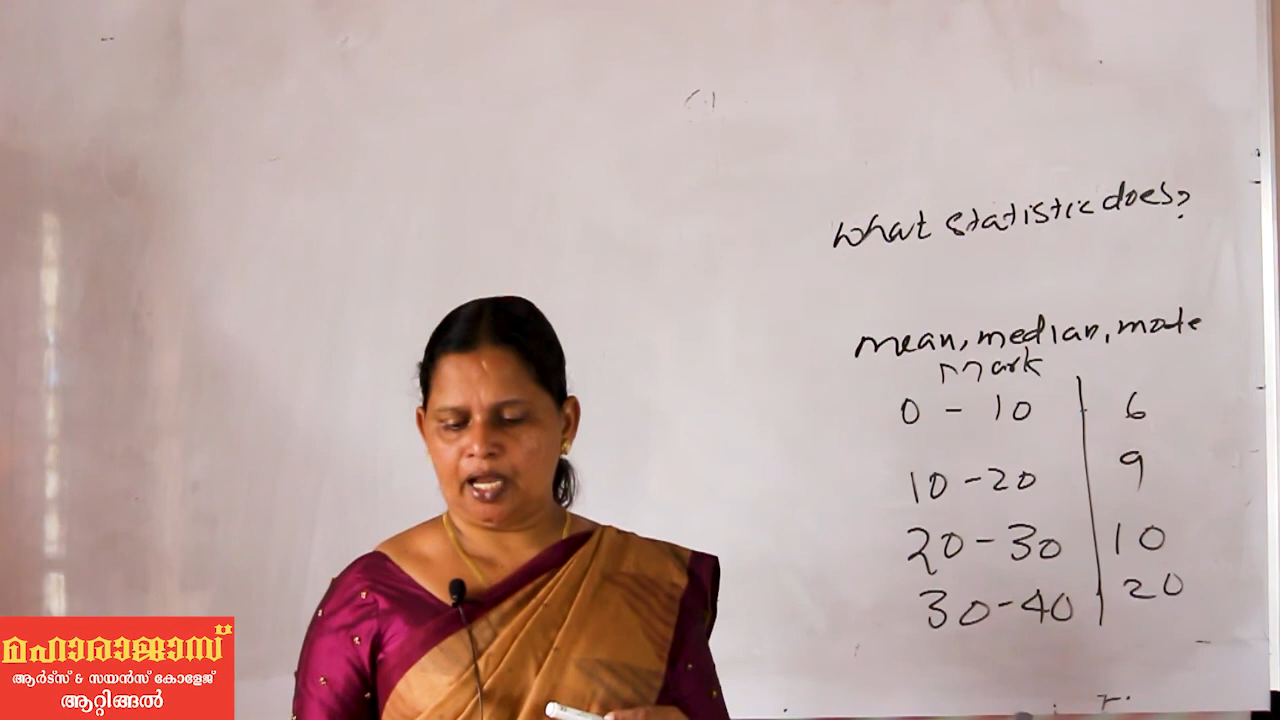 What statistic does?
mean, median, mode
mark
0 - 10 6
10 - 20 9
20 - 30 10
30 - 40 20
മഹാരാജാസ്
ആർട്സ് & സയൻസ് കോളേജ്
ആറ്റിങ്ങൽ